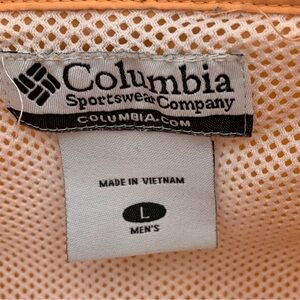 Columbia
Sportswear Company
COLUMBIA.COM
MADE IN VIETNAM
L
MEN'S